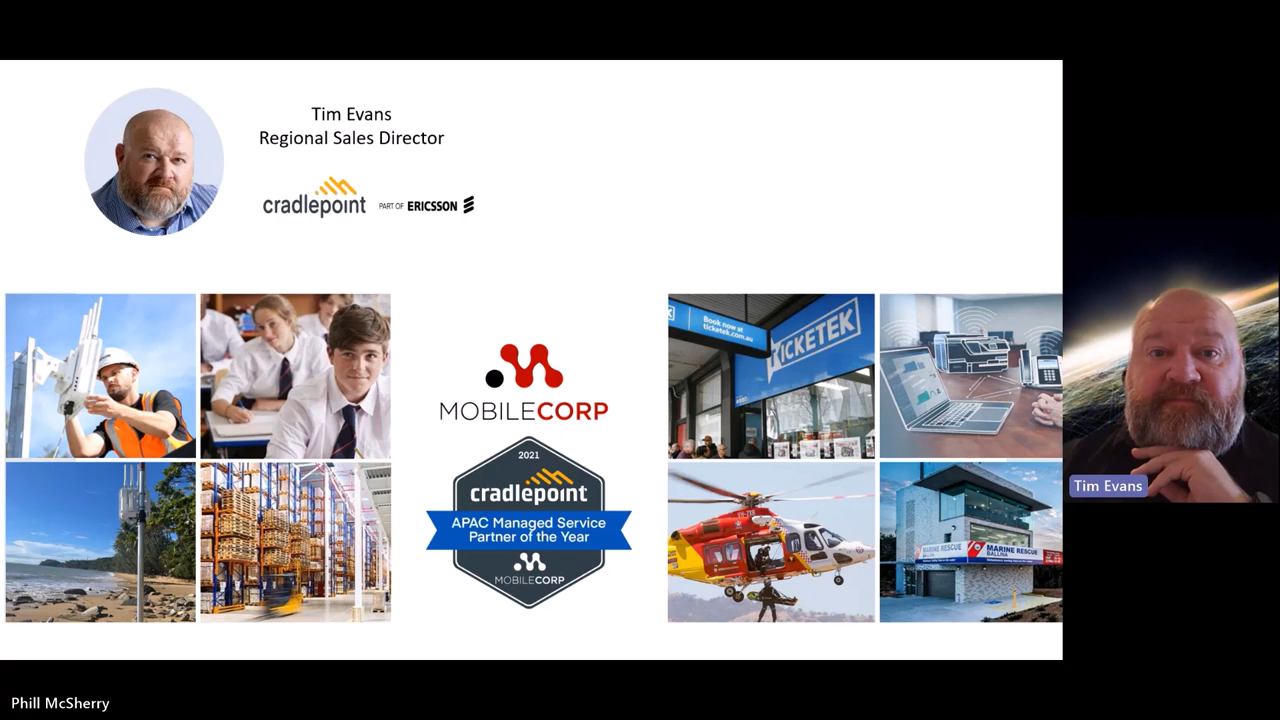 Tim Evans
Regional Sales Director
cradlepoint
PART OF ERICSSON
Book now at
ticketek.com.au
TICKETEK
MOBILECORP
2021
cradlepoint
APAC Managed Service
Partner of the Year
MOBILECORP
MARINE RESCUE
BALLINA
MARINE RESCUE
BALLINA
Tim Evans
Phill McSherry